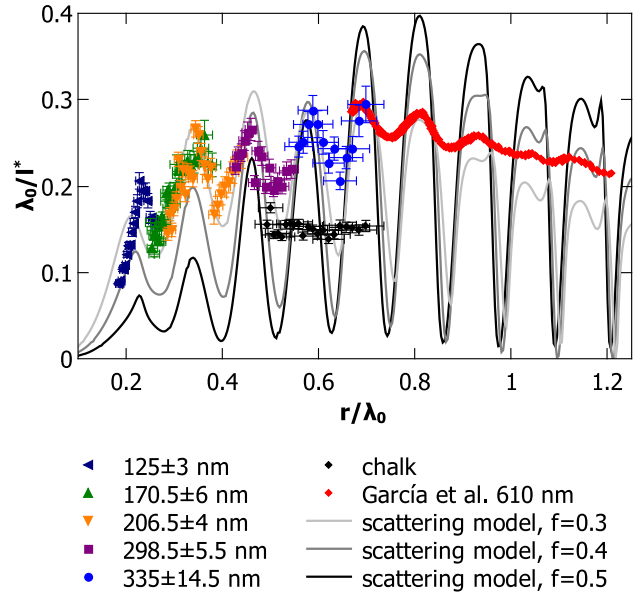 0.4
0.3
0.2
0.1
0
λ₀/l*
0.2 0.4 0.6 0.8 1 1.2
r/λ₀
125±3 nm
170.5±6 nm
206.5±4 nm
298.5±5.5 nm
335±14.5 nm
chalk
García et al. 610 nm
scattering model, f=0.3
scattering model, f=0.4
scattering model, f=0.5